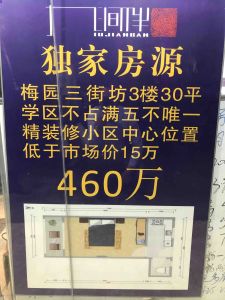 IUJIANBAN
独家房源
梅园三街坊3楼30平
学区不占满五不唯一
精装修小区中心位置
低于市场价15万
460万